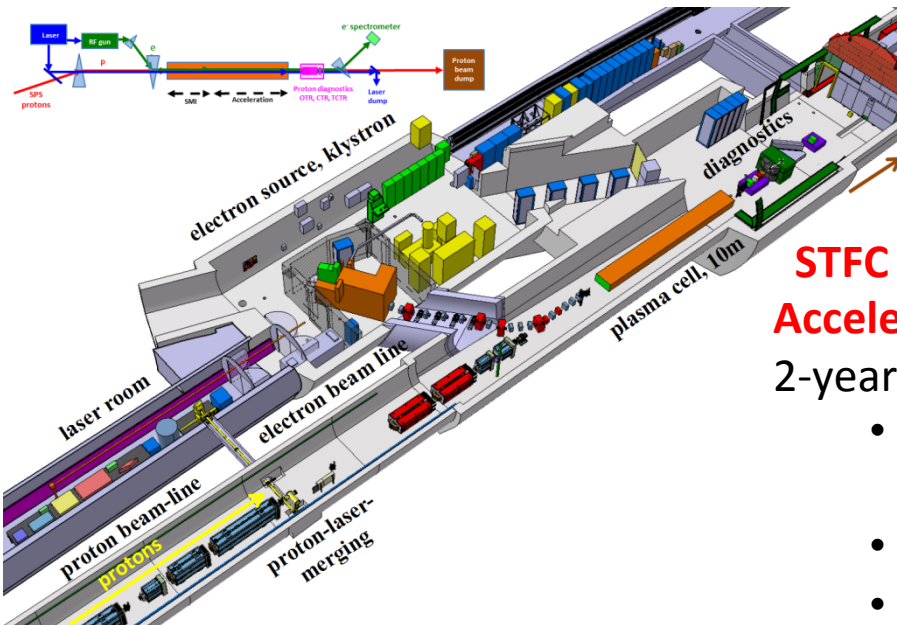 Laser
RF gun
e⁻
e⁻ spectrometer
p
Proton
beam
dump
SPS
protons
SMI
Acceleration
Proton diagnostics
OTR, CTR, TCTR
Laser
dump
electron source, klystron
diagnostics
plasma cell, 10m
laser room
electron beam line
proton beam-line
protons
proton-laser-
merging
STFC
Accele
2-year
•
•
•